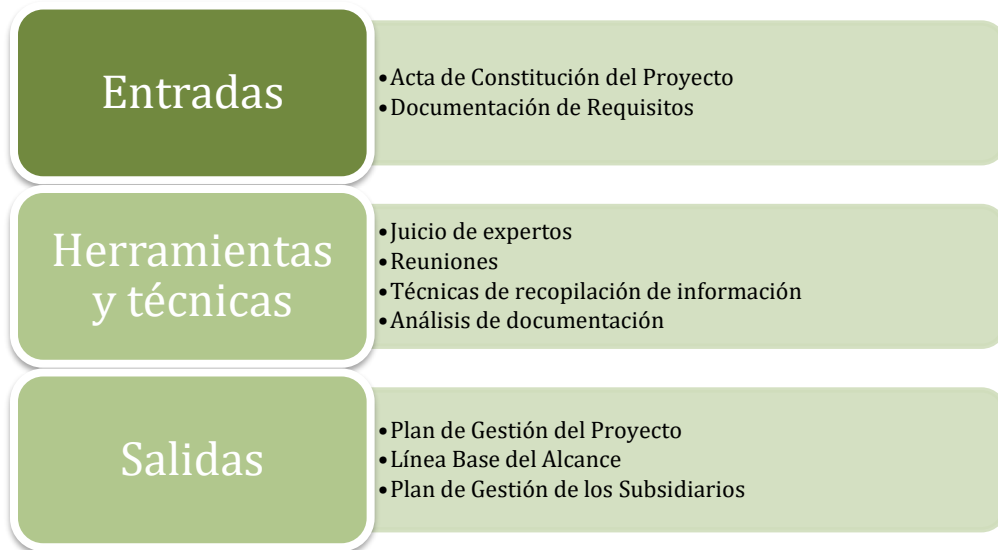 Entradas
•Acta de Constitución del Proyecto
•Documentación de Requisitos
Herramientas
y técnicas
•Juicio de expertos
•Reuniones
•Técnicas de recopilación de información
•Análisis de documentación
Salidas
•Plan de Gestión del Proyecto
•Línea Base del Alcance
•Plan de Gestión de los Subsidiarios